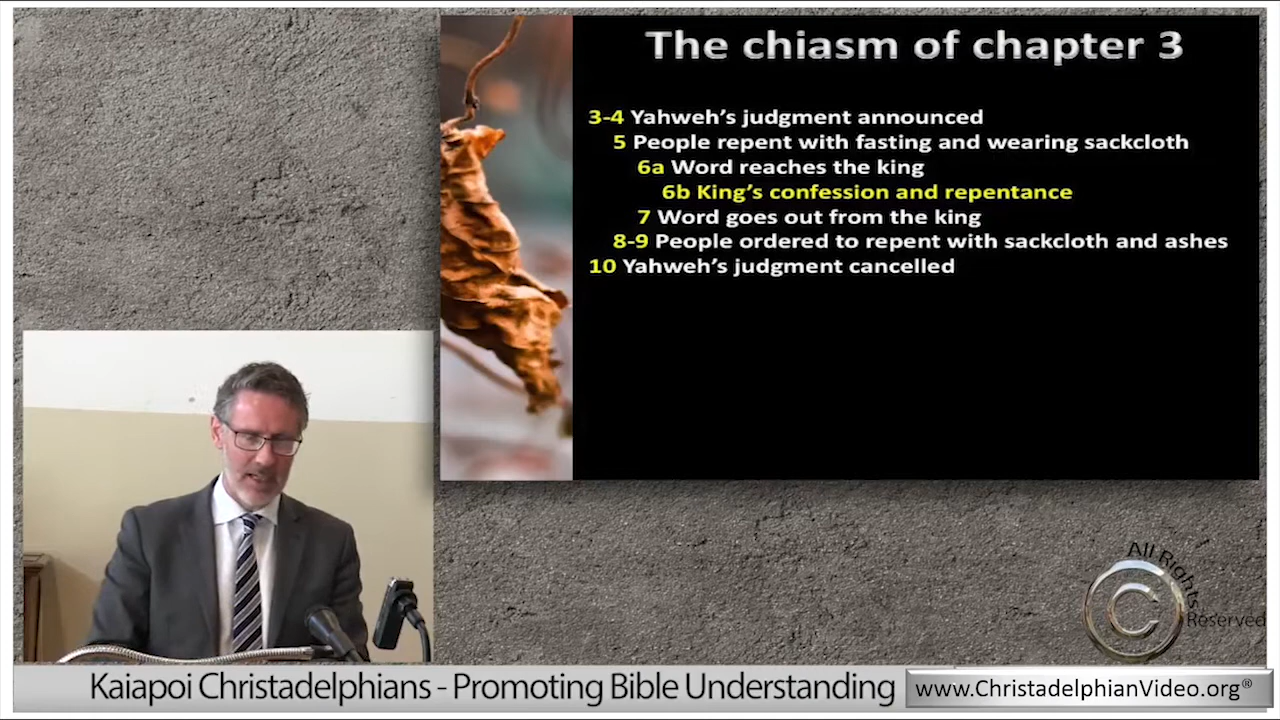 The chiasm of chapter 3
3-4 Yahweh’s judgment announced
5 People repent with fasting and wearing sackcloth
6a Word reaches the king
6b King’s confession and repentance
7 Word goes out from the king
8-9 People ordered to repent with sackcloth and ashes
10 Yahweh’s judgment cancelled
All Rights
C
Reserved
Kaiapoi Christadelphians - Promoting Bible Understanding
www.ChristadelphianVideo.org®